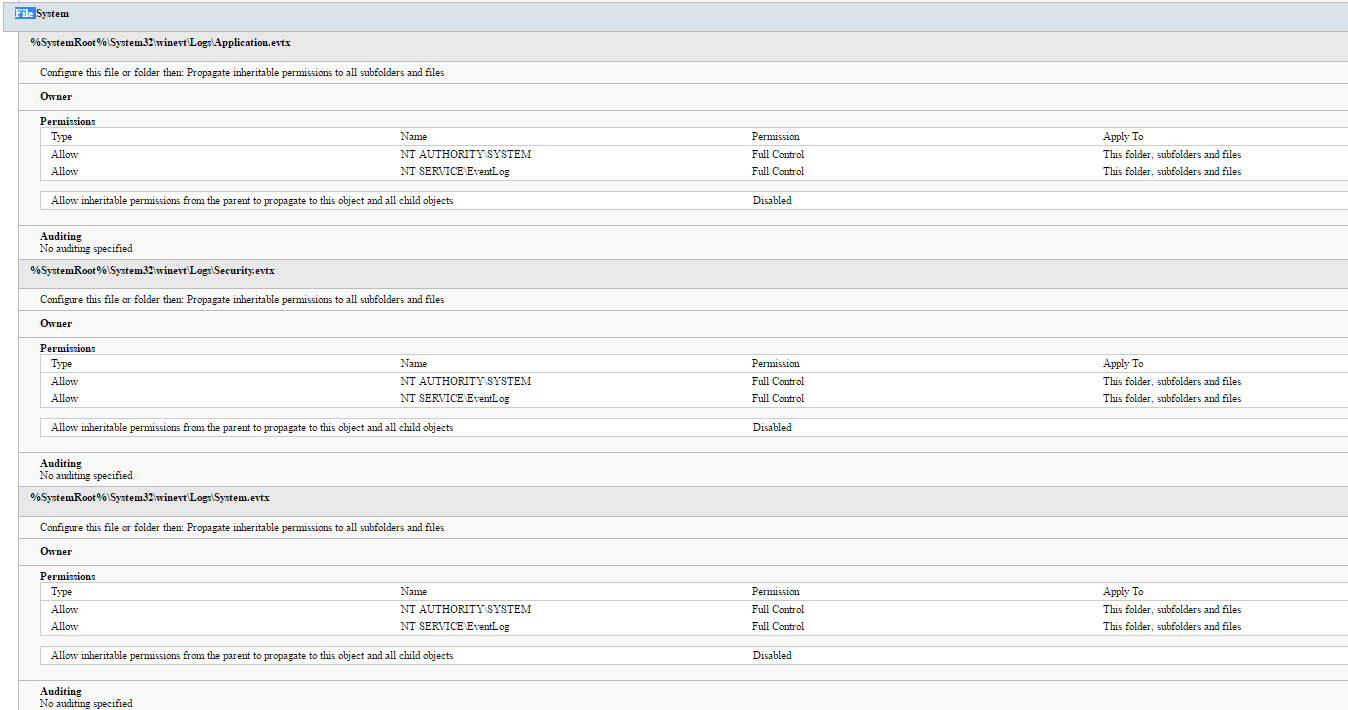 File System
%SystemRoot%\System32\winevt\Logs\Application.evtx
Configure this file or folder then: Propagate inheritable permissions to all subfolders and files
Owner
Permissions
Type Name Permission Apply To
Allow NT AUTHORITY\SYSTEM Full Control This folder, subfolders and files
Allow NT SERVICE\EventLog Full Control This folder, subfolders and files
Allow inheritable permissions from the parent to propagate to this object and all child objects Disabled
Auditing
No auditing specified
%SystemRoot%\System32\winevt\Logs\Security.evtx
Configure this file or folder then: Propagate inheritable permissions to all subfolders and files
Owner
Permissions
Type Name Permission Apply To
Allow NT AUTHORITY\SYSTEM Full Control This folder, subfolders and files
Allow NT SERVICE\EventLog Full Control This folder, subfolders and files
Allow inheritable permissions from the parent to propagate to this object and all child objects Disabled
Auditing
No auditing specified
%SystemRoot%\System32\winevt\Logs\System.evtx
Configure this file or folder then: Propagate inheritable permissions to all subfolders and files
Owner
Permissions
Type Name Permission Apply To
Allow NT AUTHORITY\SYSTEM Full Control This folder, subfolders and files
Allow NT SERVICE\EventLog Full Control This folder, subfolders and files
Allow inheritable permissions from the parent to propagate to this object and all child objects Disabled
Auditing
No auditing specified